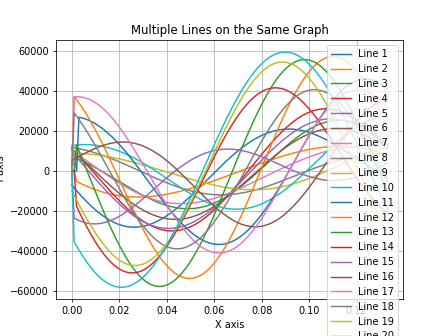 Multiple Lines on the Same Graph
60000
40000
20000
0
−20000
−40000
−60000
0.00
0.02
0.04
0.06
0.08
0.10
X axis
Line 1
Line 2
Line 3
Line 4
Line 5
Line 6
Line 7
Line 8
Line 9
Line 10
Line 11
Line 12
Line 13
Line 14
Line 15
Line 16
Line 17
Line 18
Line 19
Line 20